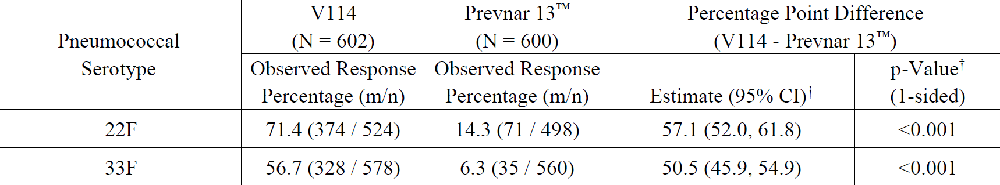 Pneumococcal
Serotype
V114
(N = 602)
Prevnar 13™
(N = 600)
Percentage Point Difference
(V114 - Prevnar 13™)
Observed Response
Percentage (m/n)
Observed Response
Percentage (m/n)
Estimate (95% CI)†
p-Value†
(1-sided)
22F 71.4 (374 / 524) 14.3 (71 / 498) 57.1 (52.0, 61.8) <0.001
33F 56.7 (328 / 578) 6.3 (35 / 560) 50.5 (45.9, 54.9) <0.001